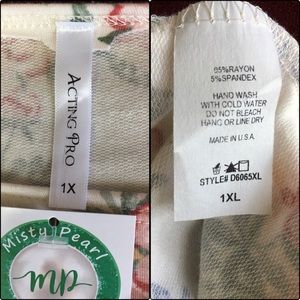 ACTING PRO
1X
Misty Pearl
mp
95%RAYON
5%SPANDEX
HAND WASH
WITH COLD WATER
DO NOT BLEACH
HANG OR LINE DRY
MADE IN U.S.A.
STYLE# D6065XL
1XL